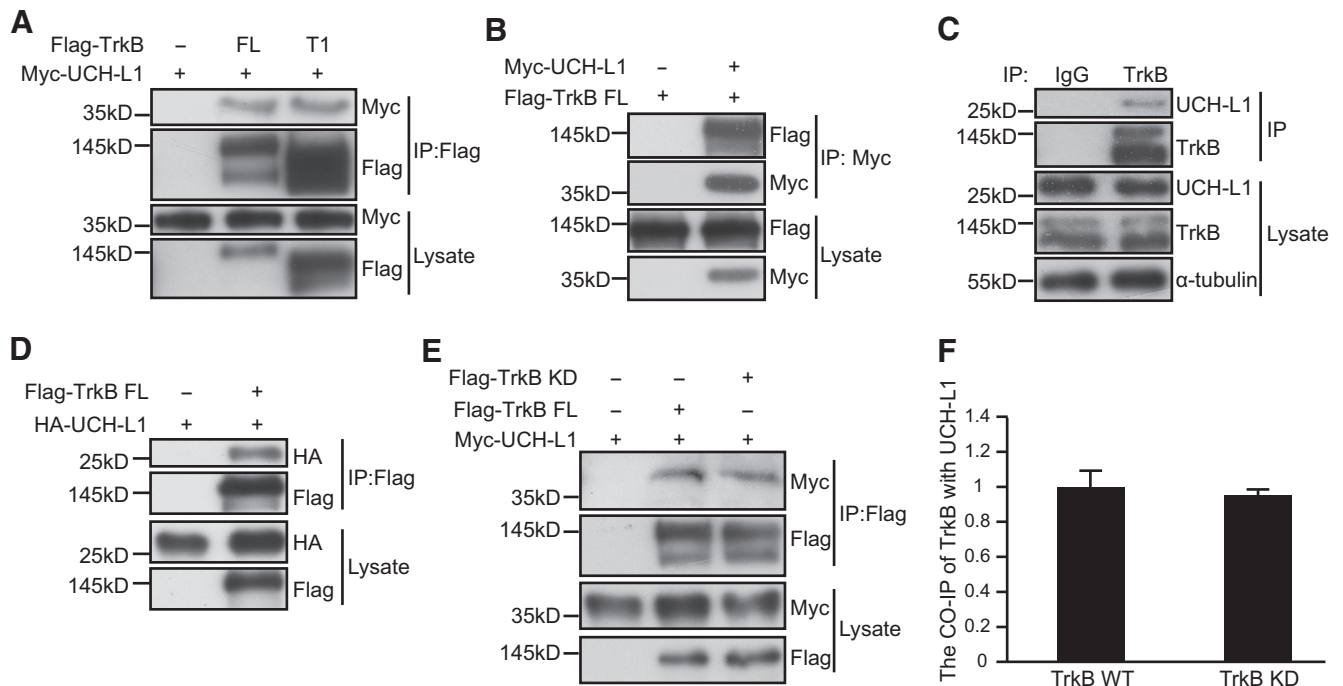 A
Flag-TrkB – FL T1
Myc-UCH-L1 + + +
35kD Myc
145kD Flag
IP:Flag
35kD Myc
145kD Flag
Lysate
B
Myc-UCH-L1 – +
Flag-TrkB FL + +
145kD Flag
35kD Myc
IP: Myc
145kD Flag
35kD Myc
Lysate
C
IP: IgG TrkB
25kD UCH-L1
145kD TrkB
IP
25kD UCH-L1
145kD TrkB
55kD α-tubulin
Lysate
D
Flag-TrkB FL – +
HA-UCH-L1 + +
25kD HA
145kD Flag
IP:Flag
25kD HA
145kD Flag
Lysate
E
Flag-TrkB KD – – +
Flag-TrkB FL – + –
Myc-UCH-L1 + + +
35kD Myc
145kD Flag
IP:Flag
35kD Myc
145kD Flag
Lysate
F
The CO-IP of TrkB with UCH-L1
1.4
1.2
1
0.8
0.6
0.4
0.2
0
TrkB WT TrkB KD